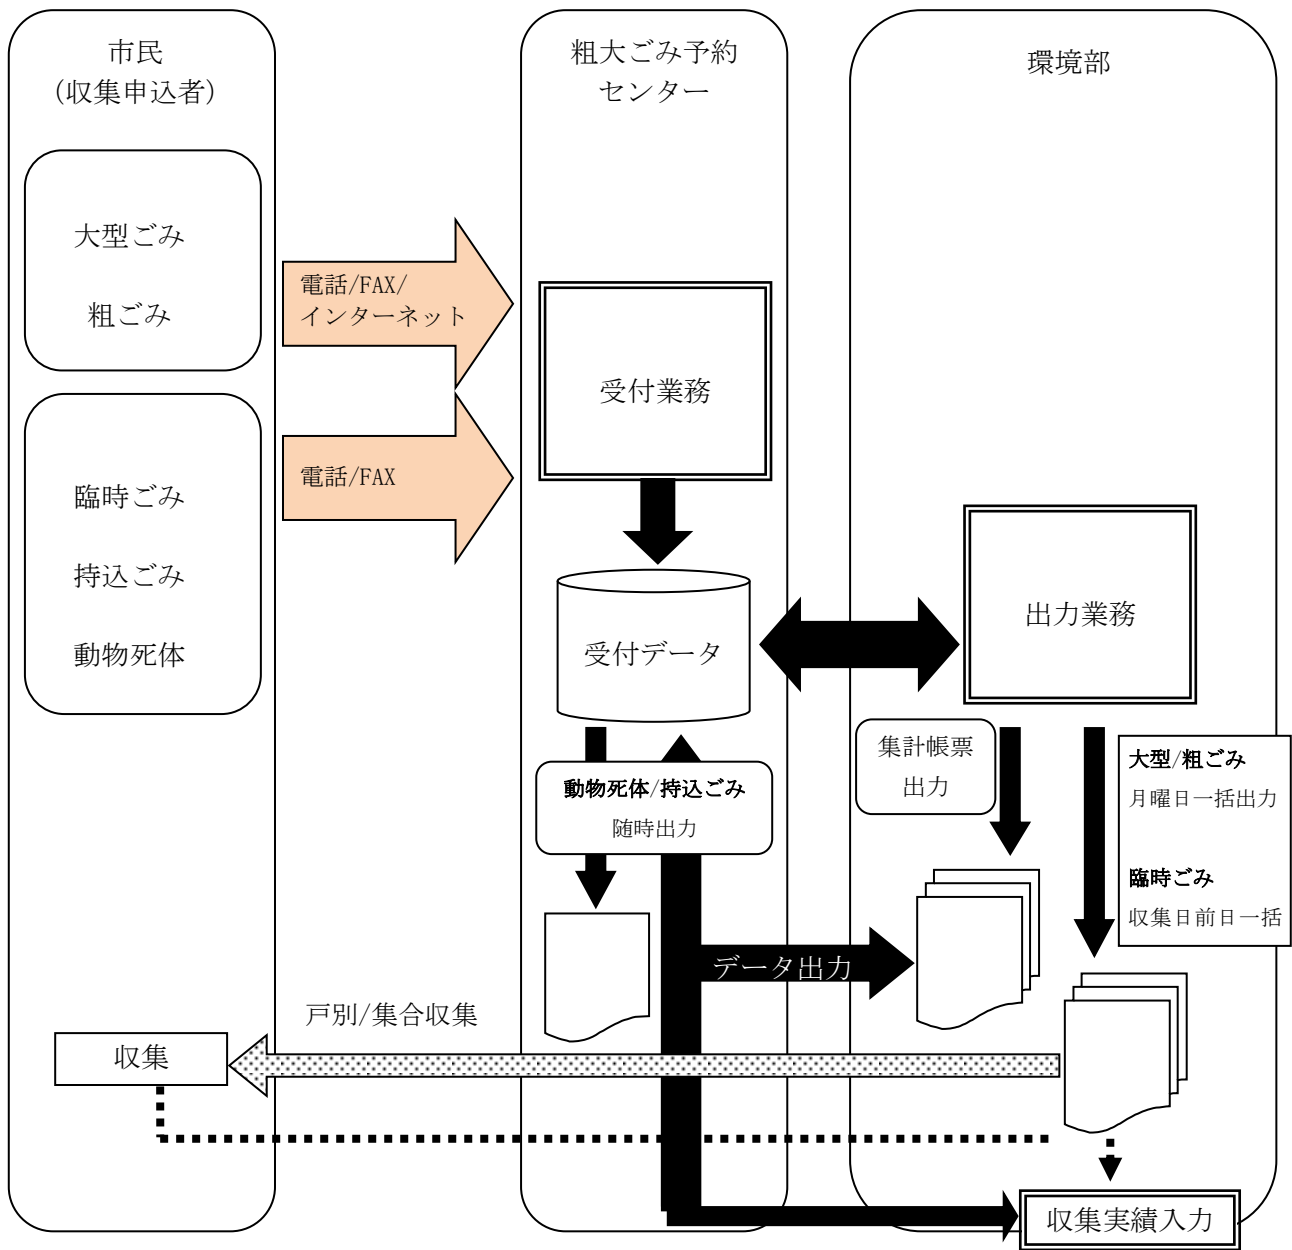 市民
(収集申込者)
粗大ごみ予約
センター
環境部
大型ごみ
粗ごみ
電話/FAX/
インターネット
受付業務
臨時ごみ
持込ごみ
動物死体
電話/FAX
受付データ
出力業務
集計帳票
出力
大型/粗ごみ
月曜日一括出力
臨時ごみ
収集日前日一括
動物死体/持込ごみ
随時出力
データ出力
戸別/集合収集
収集
収集実績入力